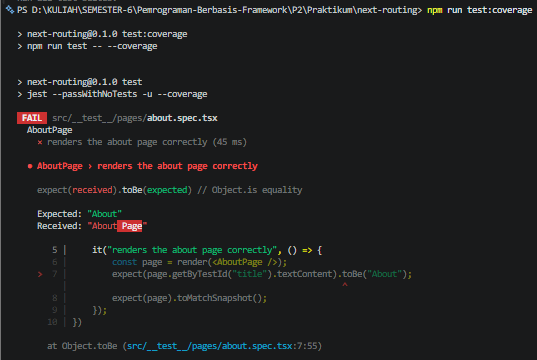 PS D:\KULIAH\SEMESTER-6\Pemrograman-Berbasis-Framework\P2\Praktikum\next-routing> npm run test:coverage
> next-routing@0.1.0 test:coverage
> npm run test -- --coverage
> next-routing@0.1.0 test
> jest --passWithNoTests -u --coverage
FAIL src/__test__/pages/about.spec.tsx
AboutPage
× renders the about page correctly (45 ms)
● AboutPage › renders the about page correctly
expect(received).toBe(expected) // Object.is equality
Expected: "About"
Received: "About Page"
5 | it("renders the about page correctly", () => {
6 | const page = render(<AboutPage />);
> 7 | expect(page.getByTestId("title").textContent).toBe("About");
| ^
8 | expect(page).toMatchSnapshot();
9 | });
10 | })
at Object.toBe (src/__test__/pages/about.spec.tsx:7:55)